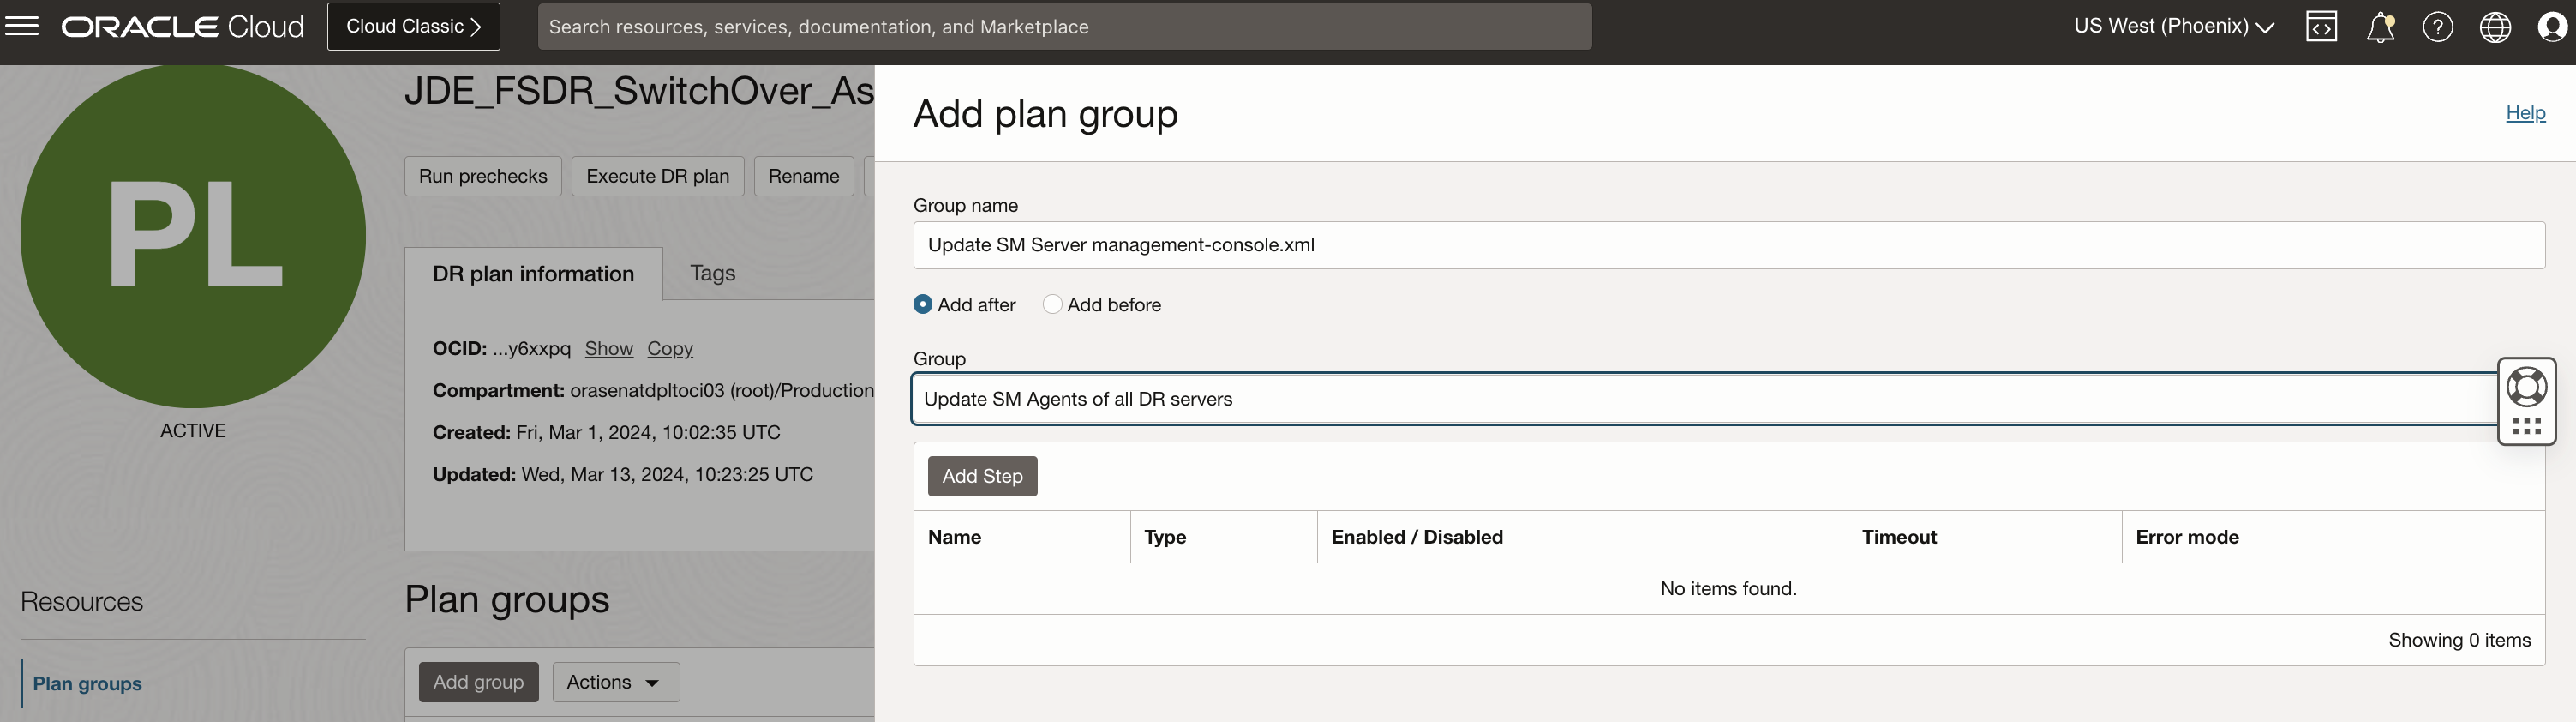 ORACLE Cloud
Cloud Classic
Search resources, services, documentation, and Marketplace
US West (Phoenix)
PL
ACTIVE
Resources
Plan groups
JDE_FSDR_SwitchOver_As
Run prechecks
Execute DR plan
Rename
DR plan information
Tags
OCID: ...y6xxpq Show Copy
Compartment: orasenatdpltoci03 (root)/Production
Created: Fri, Mar 1, 2024, 10:02:35 UTC
Updated: Wed, Mar 13, 2024, 10:23:25 UTC
Plan groups
Add group
Actions
Add plan group
Help
Group name
Update SM Server management-console.xml
Add after
Add before
Group
Update SM Agents of all DR servers
Add Step
Name Type Enabled / Disabled Timeout Error mode
No items found.
Showing 0 items